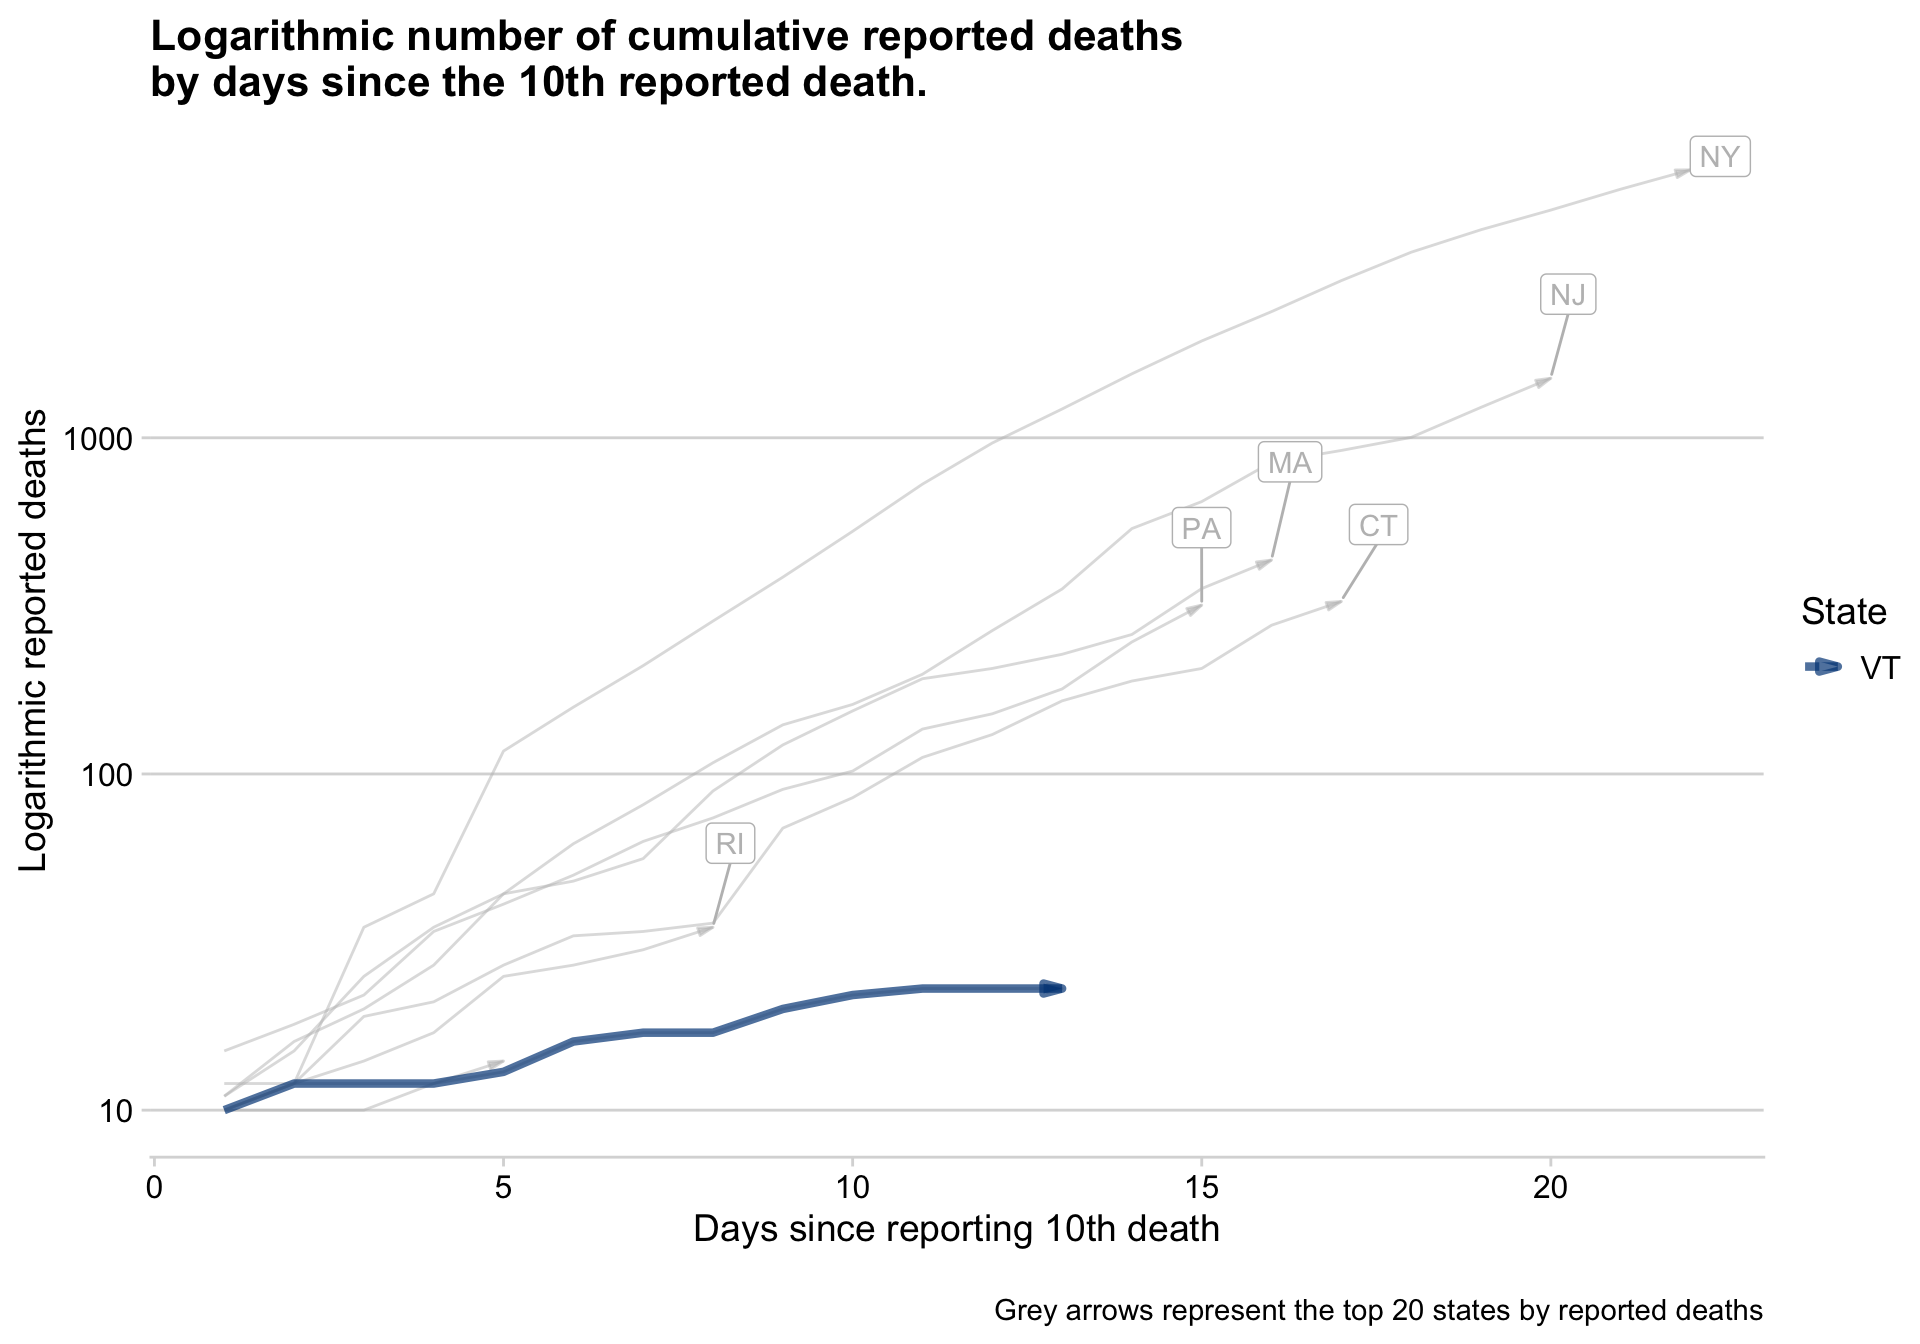 Logarithmic number of cumulative reported deaths
by days since the 10th reported death.
NY
NJ
1000
MA
PA
CT
Logarithmic reported deaths
State
VT
100
RI
10
0 5 10 15 20
Days since reporting 10th death
Grey arrows represent the top 20 states by reported deaths